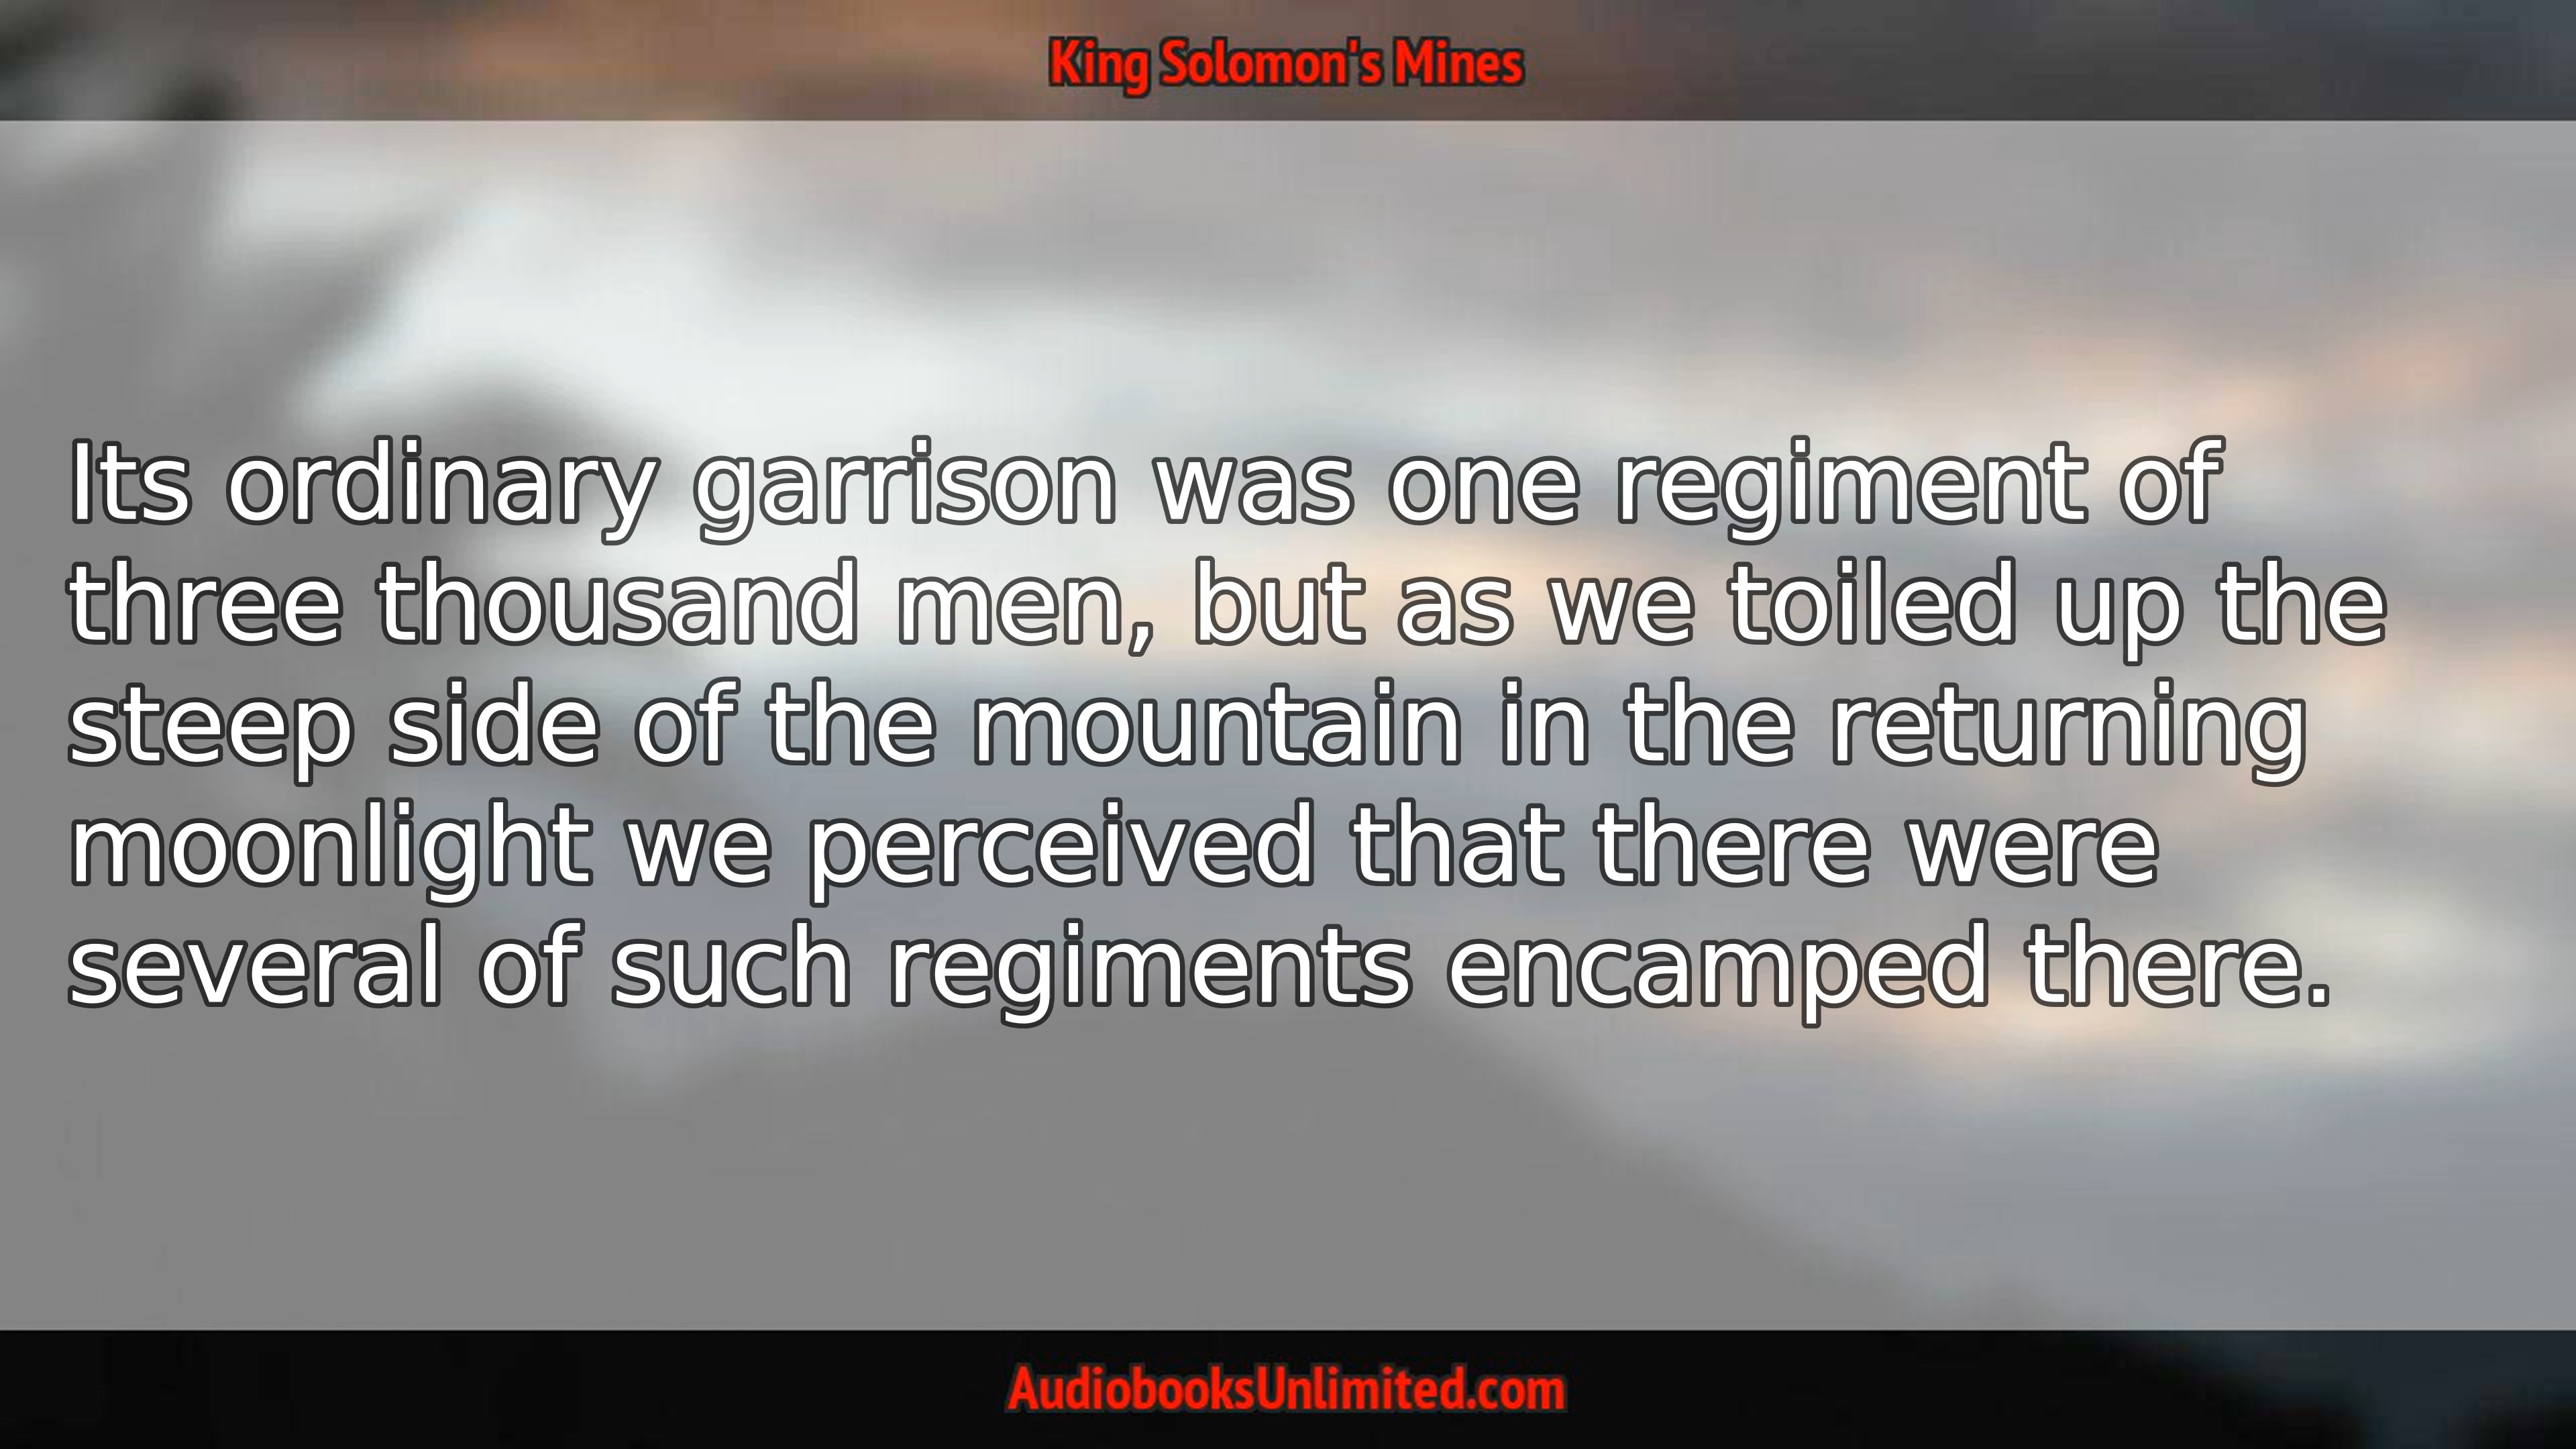 King Solomon's Mines
Its ordinary garrison was one regiment of
three thousand men, but as we toiled up the
steep side of the mountain in the returning
moonlight we perceived that there were
several of such regiments encamped there.
AudiobooksUnlimited.com